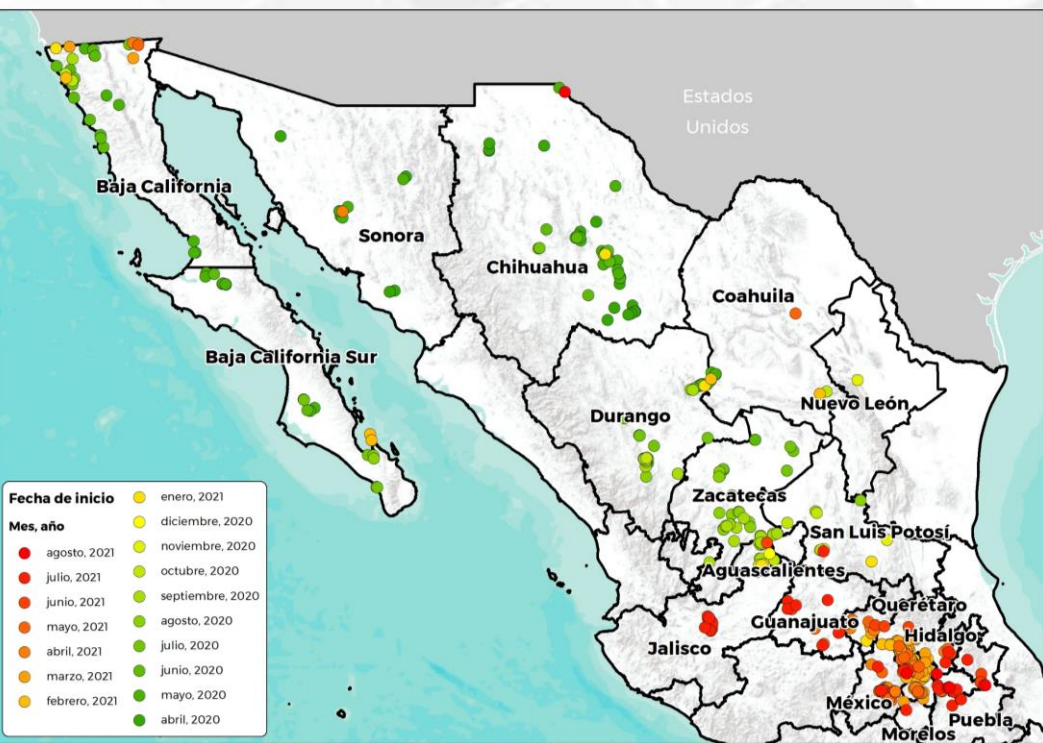 Estados
Unidos
Baja California
Sonora
Chihuahua
Coahuila
Baja California Sur
Nuevo León
Durango
Zacatecas
San Luis Potosí
Aguascalientes
Querétaro
Guanajuato
Hidalgo
Jalisco
México
Puebla
Morelos
Fecha de inicio
Mes, año
agosto, 2021
julio, 2021
junio, 2021
mayo, 2021
abril, 2021
marzo, 2021
febrero, 2021
enero, 2021
diciembre, 2020
noviembre, 2020
octubre, 2020
septiembre, 2020
agosto, 2020
julio, 2020
junio, 2020
mayo, 2020
abril, 2020